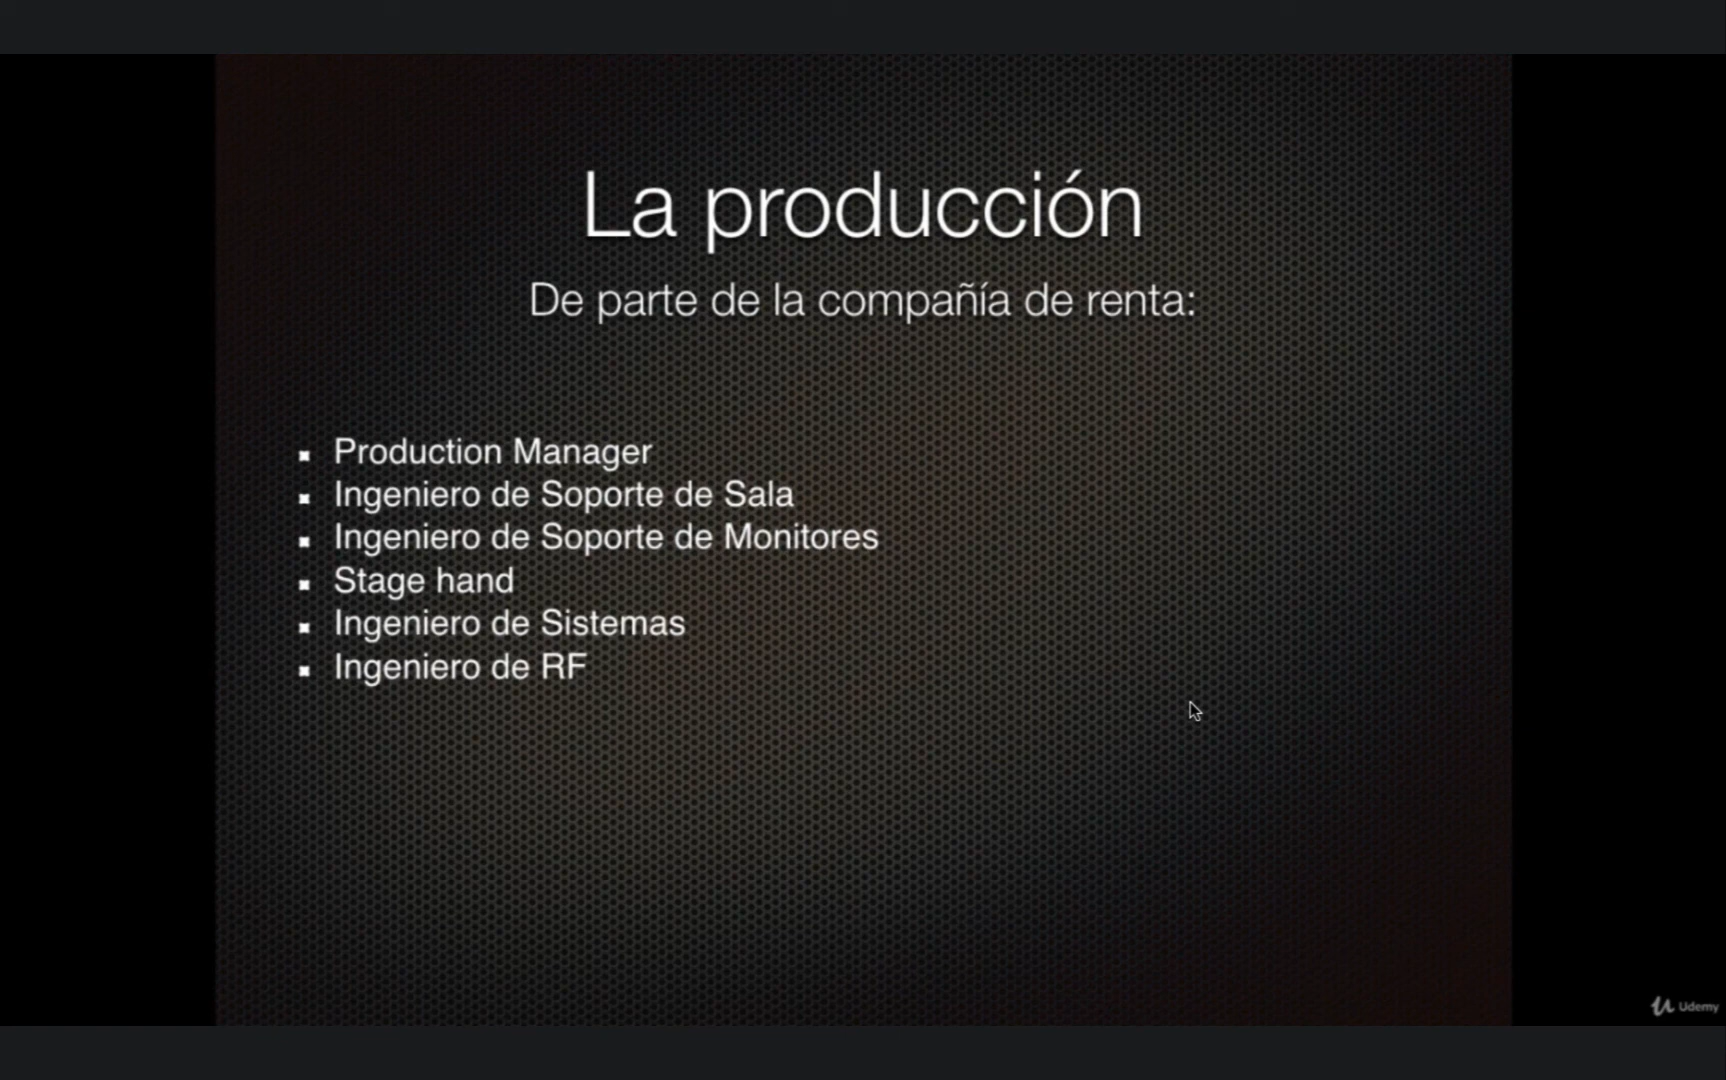 La producción
De parte de la compañía de renta:
Production Manager
Ingeniero de Soporte de Sala
Ingeniero de Soporte de Monitores
Stage hand
Ingeniero de Sistemas
Ingeniero de RF
Udemy